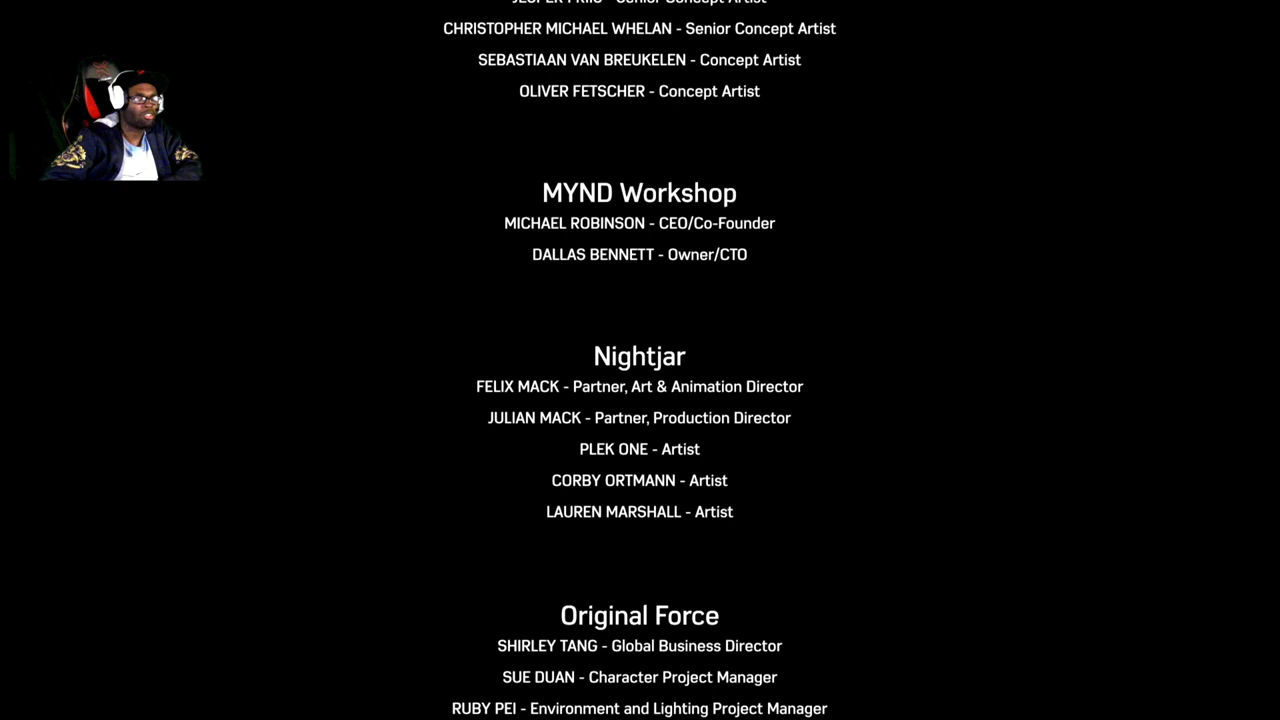 CHRISTOPHER MICHAEL WHELAN - Senior Concept Artist
SEBASTIAAN VAN BREUKELEN - Concept Artist
OLIVER FETSCHER - Concept Artist
MYND Workshop
MICHAEL ROBINSON - CEO/Co-Founder
DALLAS BENNETT - Owner/CTO
Nightjar
FELIX MACK - Partner, Art & Animation Director
JULIAN MACK - Partner, Production Director
PLEK ONE - Artist
CORBY ORTMANN - Artist
LAUREN MARSHALL - Artist
Original Force
SHIRLEY TANG - Global Business Director
SUE DUAN - Character Project Manager
RUBY PEI - Environment and Lighting Project Manager